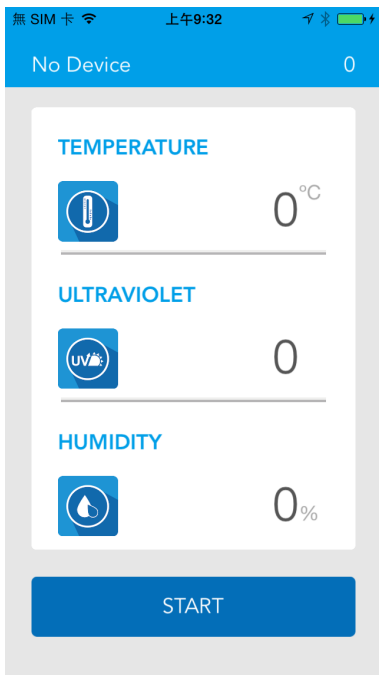 無 SIM 卡 上午9:32
No Device 0
TEMPERATURE
0°C
ULTRAVIOLET
UV 0
HUMIDITY
0%
START